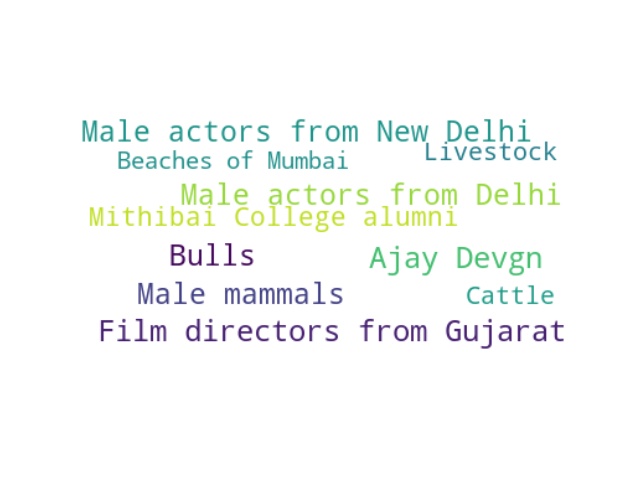 Male actors from New Delhi
Livestock
Beaches of Mumbai
Male actors from Delhi
Mithibai College alumni
Bulls
Ajay Devgn
Male mammals
Cattle
Film directors from Gujarat